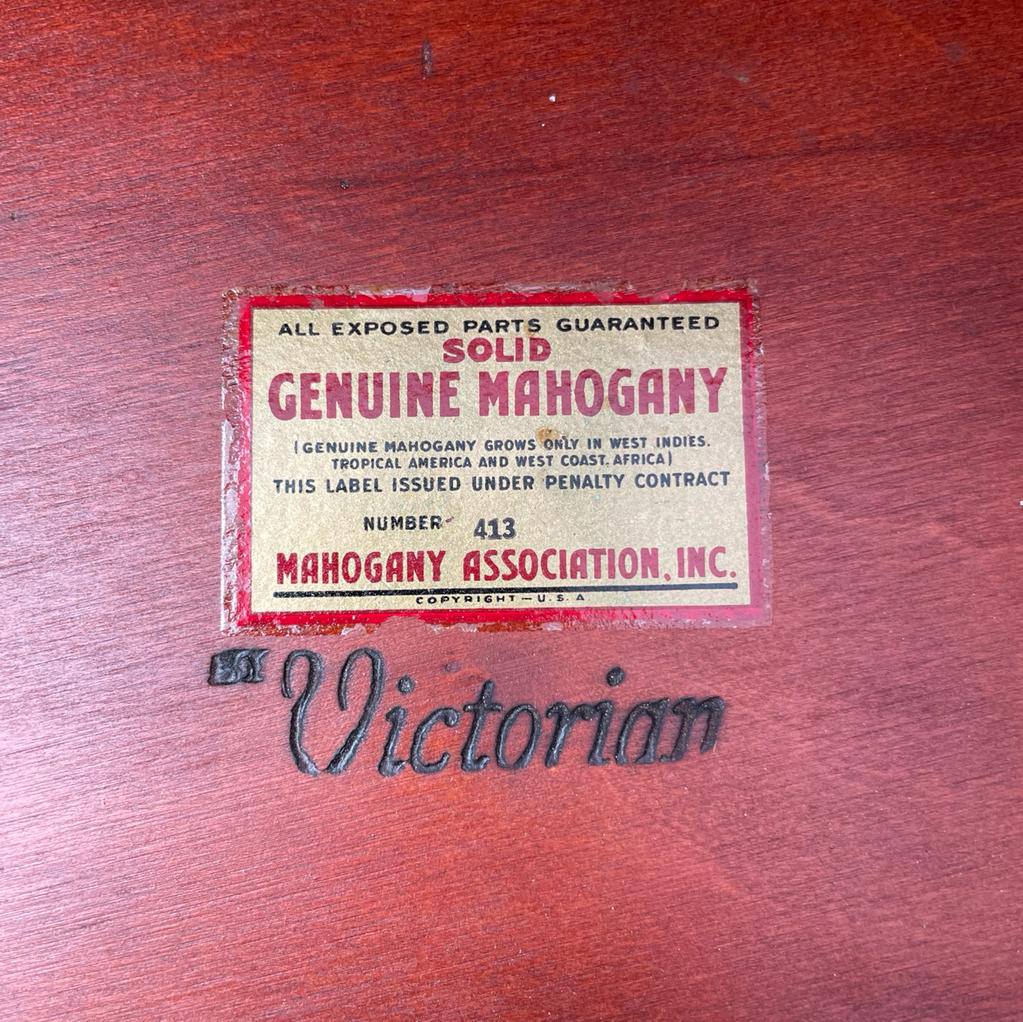 ALL EXPOSED PARTS GUARANTEED
SOLID
GENUINE MAHOGANY
(GENUINE MAHOGANY GROWS ONLY IN WEST INDIES.
TROPICAL AMERICA AND WEST COAST. AFRICA)
THIS LABEL ISSUED UNDER PENALTY CONTRACT
NUMBER 413
MAHOGANY ASSOCIATION, INC.
COPYRIGHT - U.S.A
BY Victorian